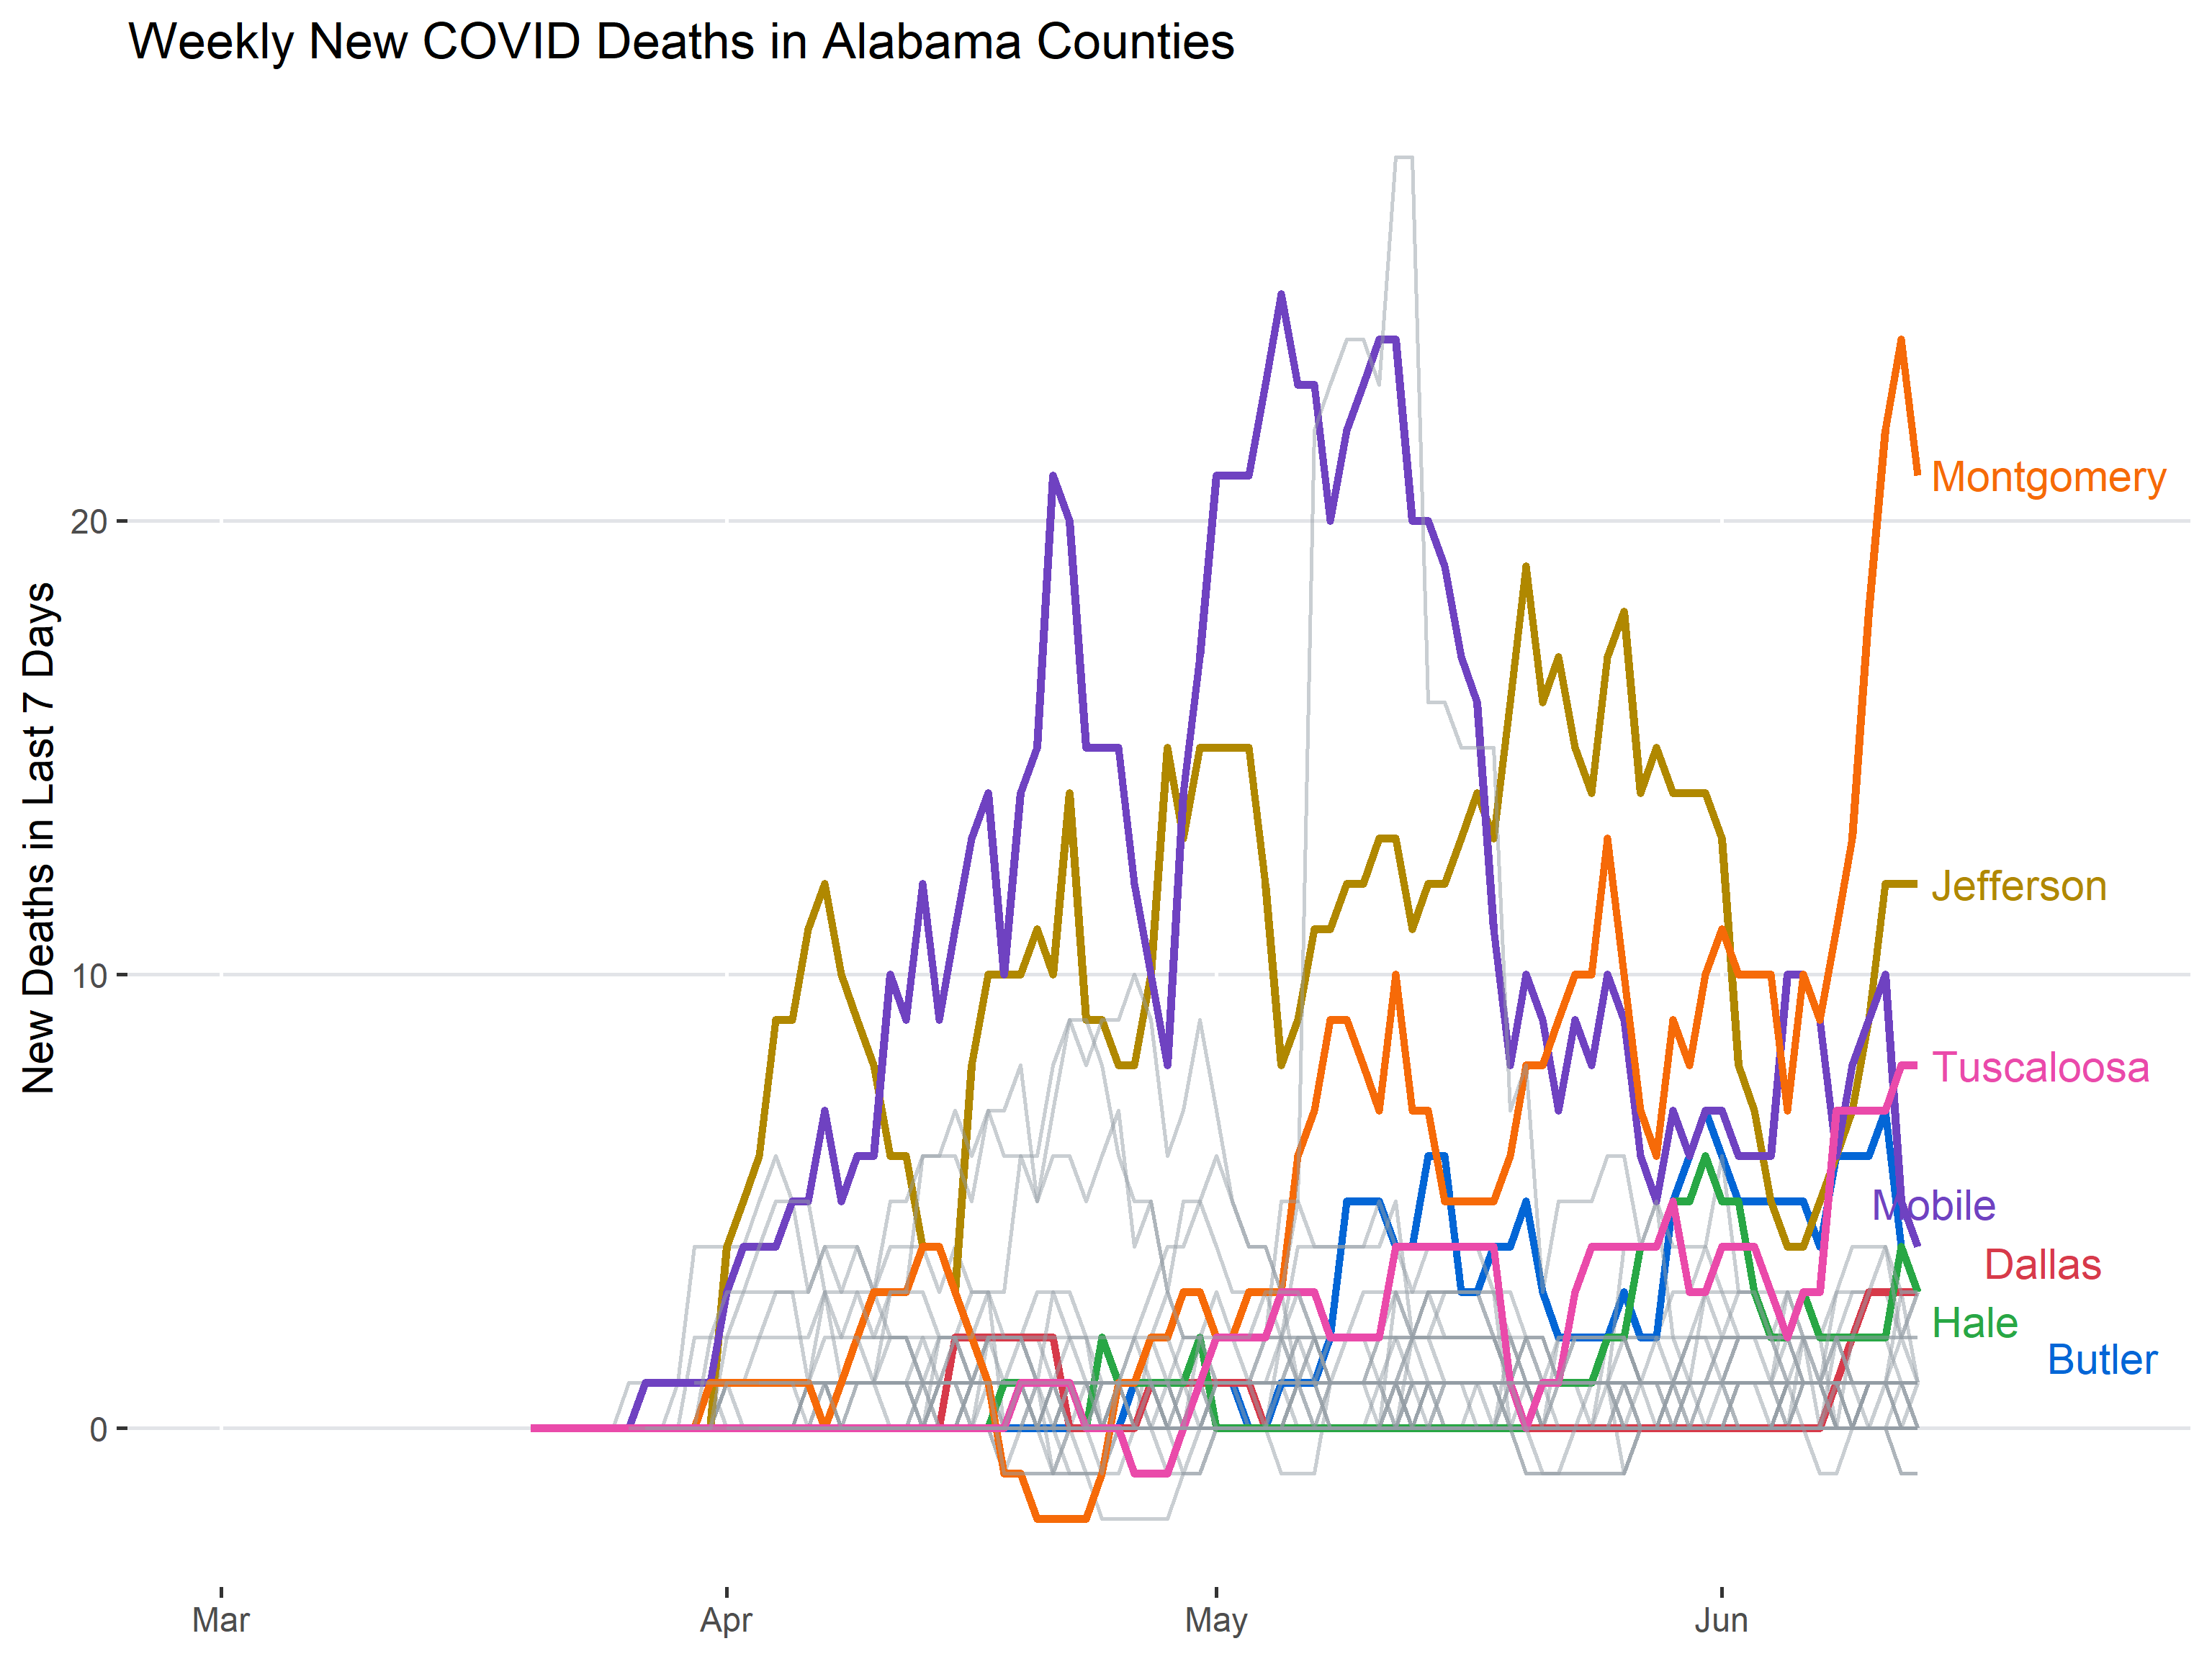 Weekly New COVID Deaths in Alabama Counties
New Deaths in Last 7 Days
20
10
0
Montgomery
Jefferson
Tuscaloosa
Mobile
Dallas
Hale
Butler
Mar
Apr
May
Jun